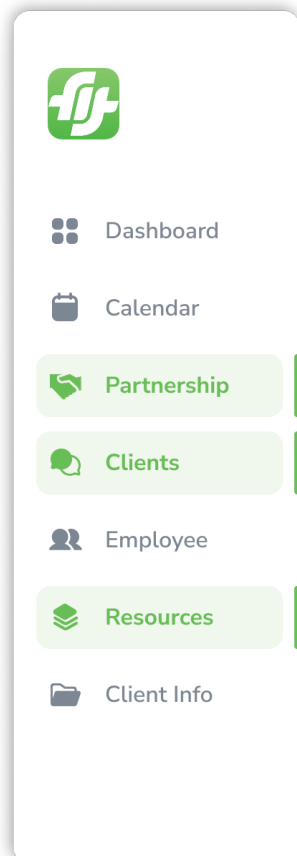 Dashboard
Calendar
Partnership
Clients
Employee
Resources
Client Info